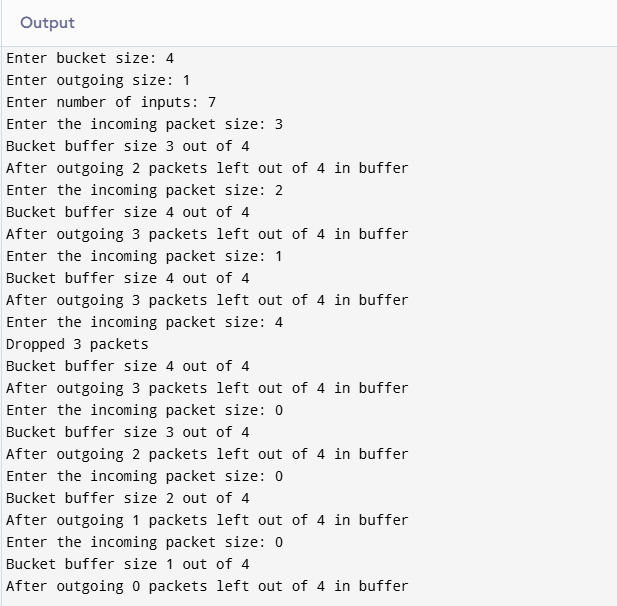 Output
Enter bucket size: 4
Enter outgoing size: 1
Enter number of inputs: 7
Enter the incoming packet size: 3
Bucket buffer size 3 out of 4
After outgoing 2 packets left out of 4 in buffer
Enter the incoming packet size: 2
Bucket buffer size 4 out of 4
After outgoing 3 packets left out of 4 in buffer
Enter the incoming packet size: 1
Bucket buffer size 4 out of 4
After outgoing 3 packets left out of 4 in buffer
Enter the incoming packet size: 4
Dropped 3 packets
Bucket buffer size 4 out of 4
After outgoing 3 packets left out of 4 in buffer
Enter the incoming packet size: 0
Bucket buffer size 3 out of 4
After outgoing 2 packets left out of 4 in buffer
Enter the incoming packet size: 0
Bucket buffer size 2 out of 4
After outgoing 1 packets left out of 4 in buffer
Enter the incoming packet size: 0
Bucket buffer size 1 out of 4
After outgoing 0 packets left out of 4 in buffer